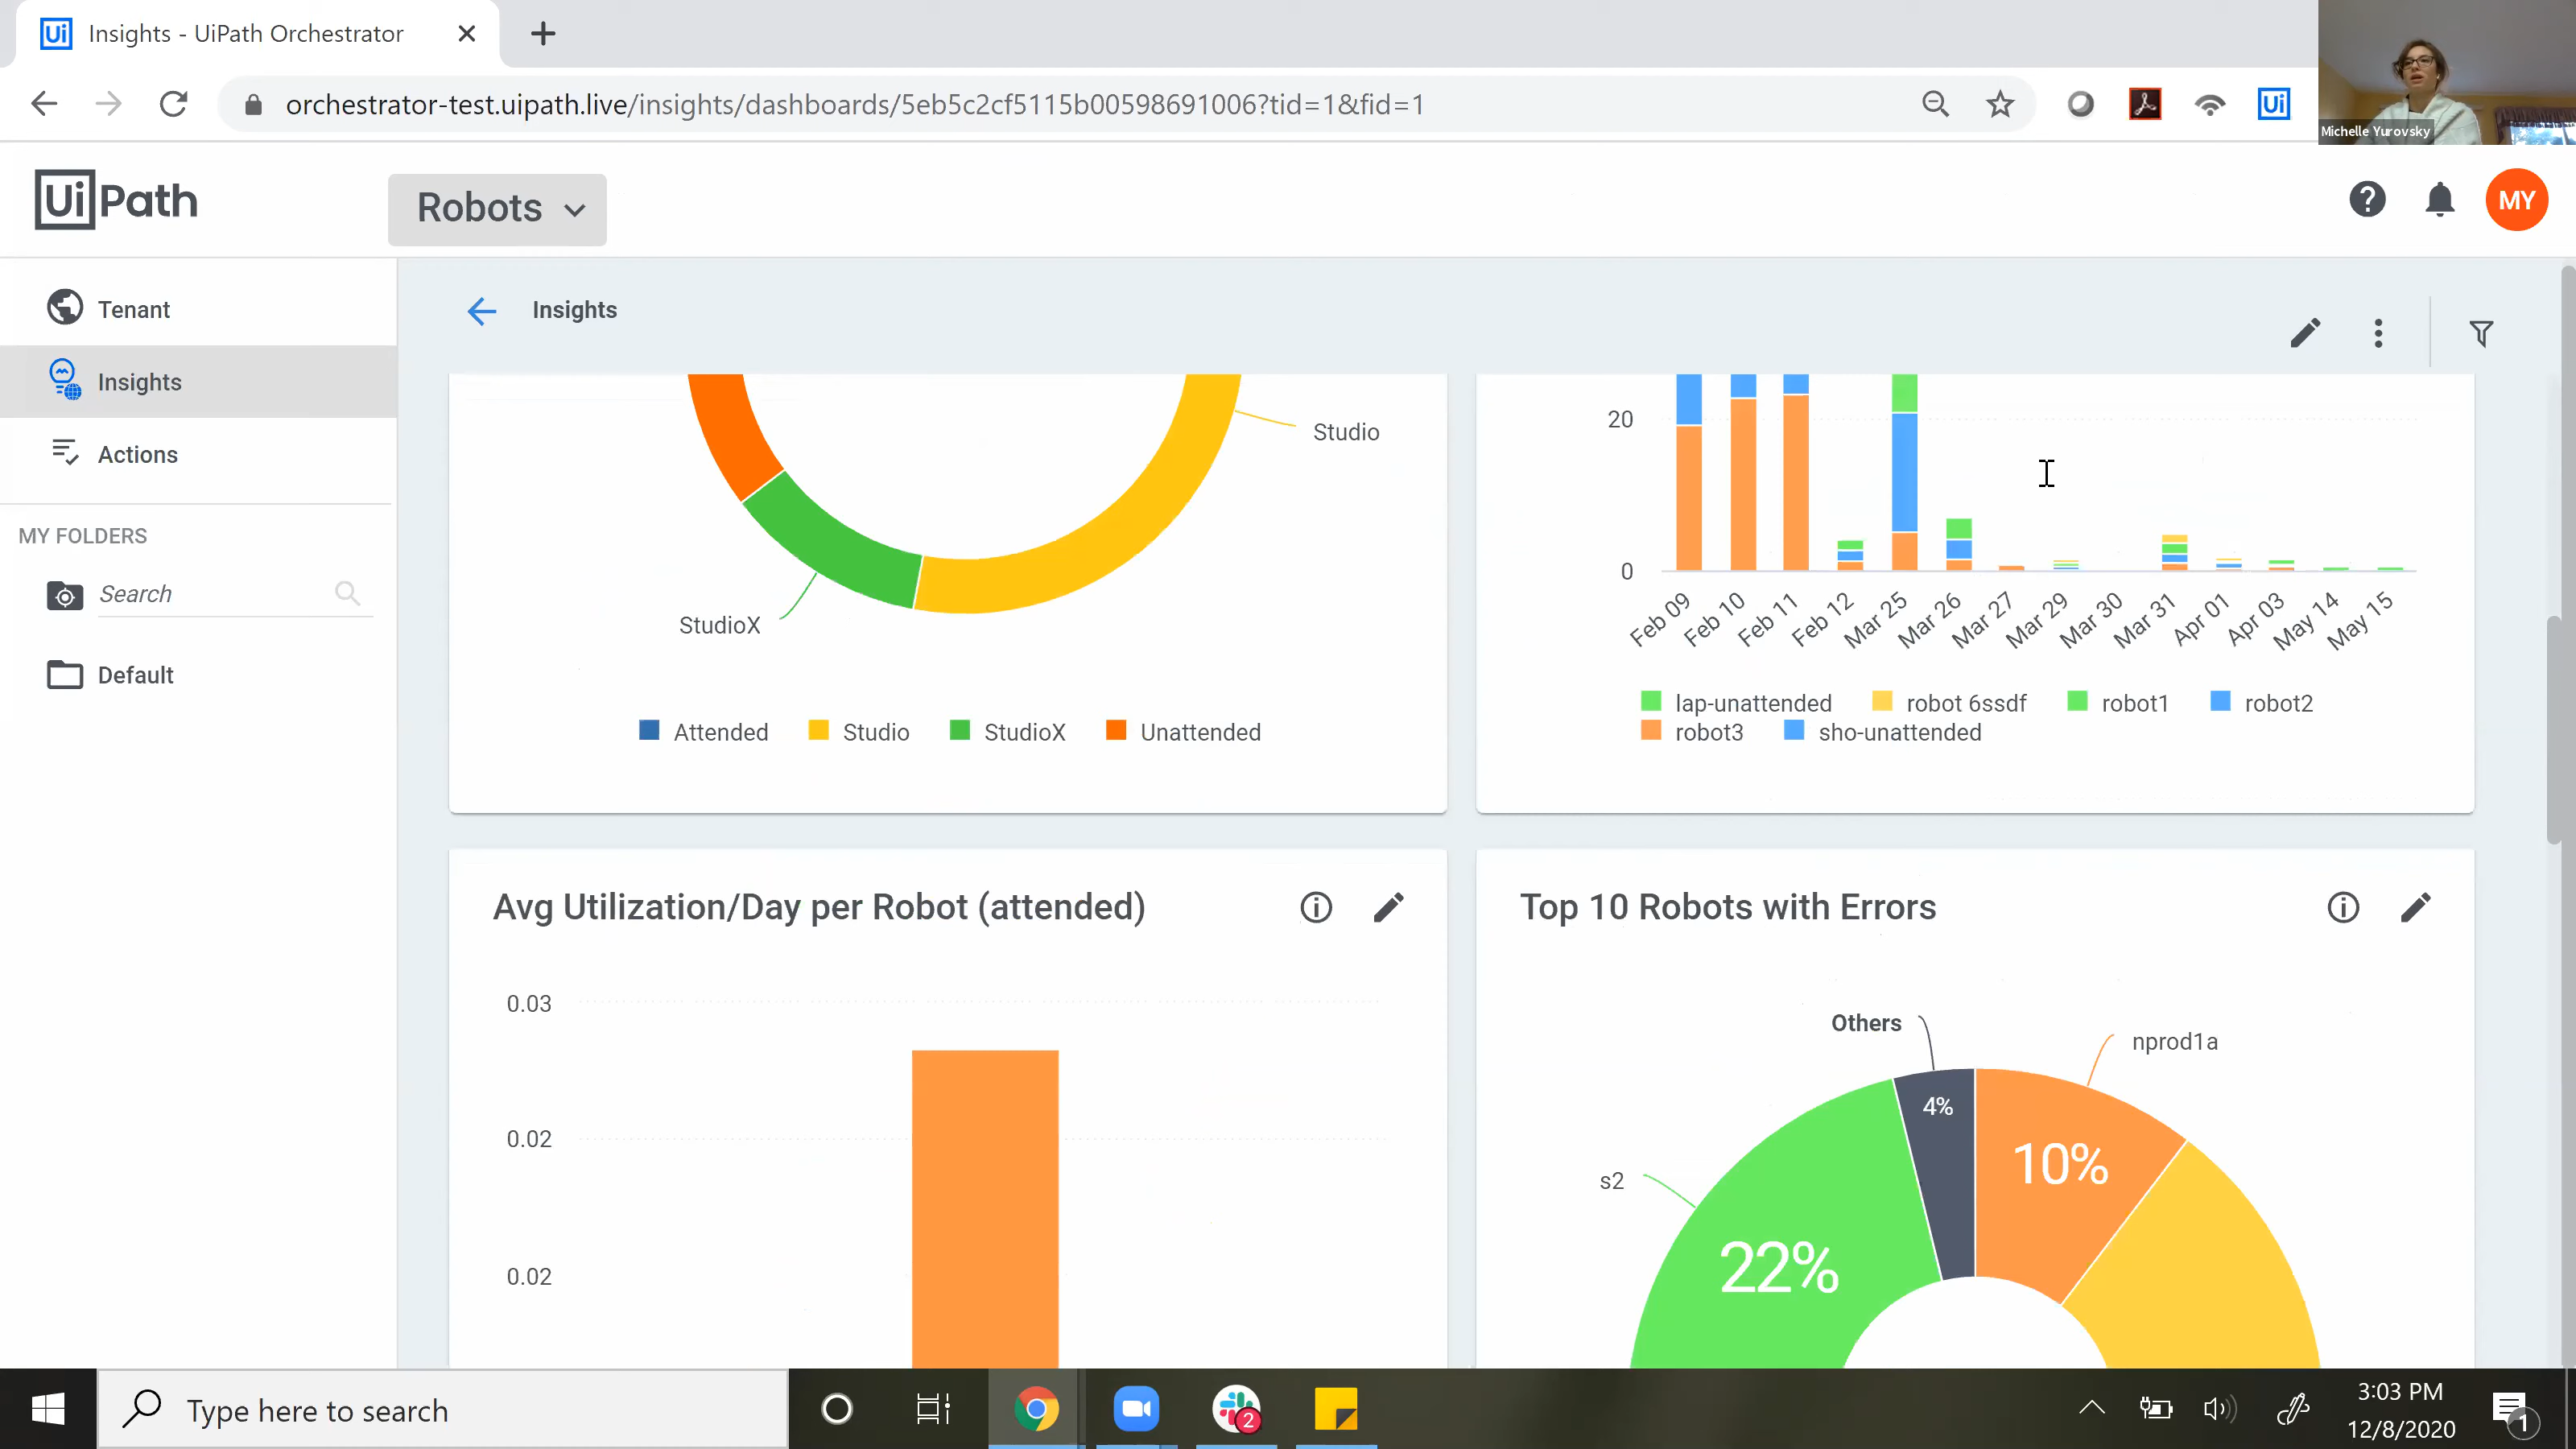 Ui Insights - UiPath Orchestrator
orchestrator-test.uipath.live/insights/dashboards/5eb5c2cf5115b00598691006?tid=1&fid=1
Ui
Michelle Yurovsky
UiPath
Robots
MY
Tenant
Insights
Actions
MY FOLDERS
Search
Default
Insights
Studio
StudioX
Attended Studio StudioX Unattended
20
0
Feb 09 Feb 10 Feb 11 Feb 12 Mar 25 Mar 26 Mar 27 Mar 29 Mar 30 Mar 31 Apr 01 Apr 03 May 14 May 15
lap-unattended robot 6ssdf robot1 robot2
robot3 sho-unattended
Avg Utilization/Day per Robot (attended)
0.03
0.02
0.02
Top 10 Robots with Errors
Others
nprod1a
4%
10%
s2
22%
Type here to search
2
3:03 PM
12/8/2020
1